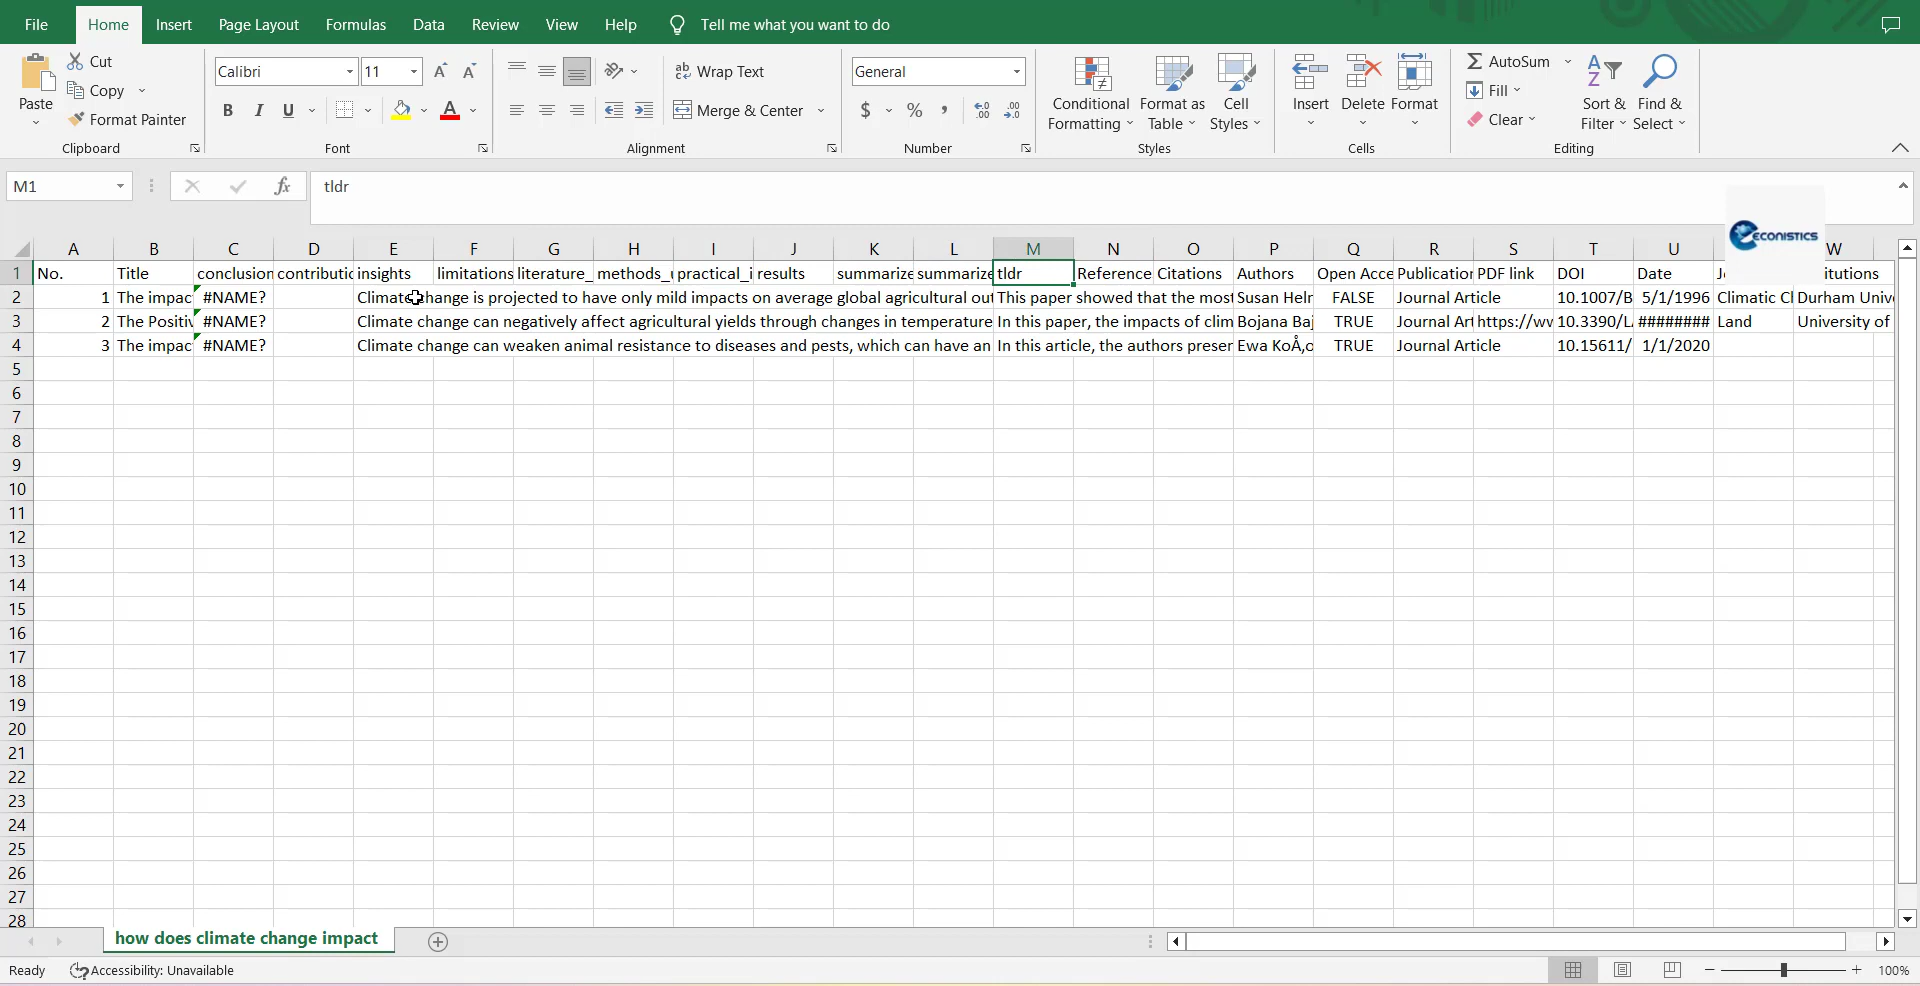 File Home Insert Page Layout Formulas Data Review View Help Tell me what you want to do
Paste
Cut
Copy
Format Painter
Clipboard
Calibri 11
B I U
Font
Wrap Text
Merge & Center
Alignment
General
$ % ,
Number
Conditional Formatting
Format as Table
Cell Styles
Styles
Insert Delete Format
Cells
AutoSum
Fill
Clear
Sort & Filter
Find & Select
Editing
M1 fx tldr
ECONISTICS
A B C D E F G H I J K L M N O P Q R S T U W
1 No. Title conclusion contributio insights limitations literature_ methods_u practical_i results summarize summarize tldr Reference Citations Authors Open Acce Publication PDF link DOI Date Jo itutions
2 1 The impac #NAME? Climate change is projected to have only mild impacts on average global agricultural out This paper showed that the most Susan Helm FALSE Journal Article 10.1007/B 5/1/1996 Climatic Cl Durham Unive
3 2 The Positiv #NAME? Climate change can negatively affect agricultural yields through changes in temperature In this paper, the impacts of clim Bojana Baj TRUE Journal Art https://ww 10.3390/L ######## Land University of
4 3 The impac #NAME? Climate change can weaken animal resistance to diseases and pests, which can have an In this article, the authors presen Ewa KoÅ‚o TRUE Journal Article 10.15611/ 1/1/2020
5
6
7
8
9
10
11
12
13
14
15
16
17
18
19
20
21
22
23
24
25
26
27
28
how does climate change impact
Ready Accessibility: Unavailable 100%